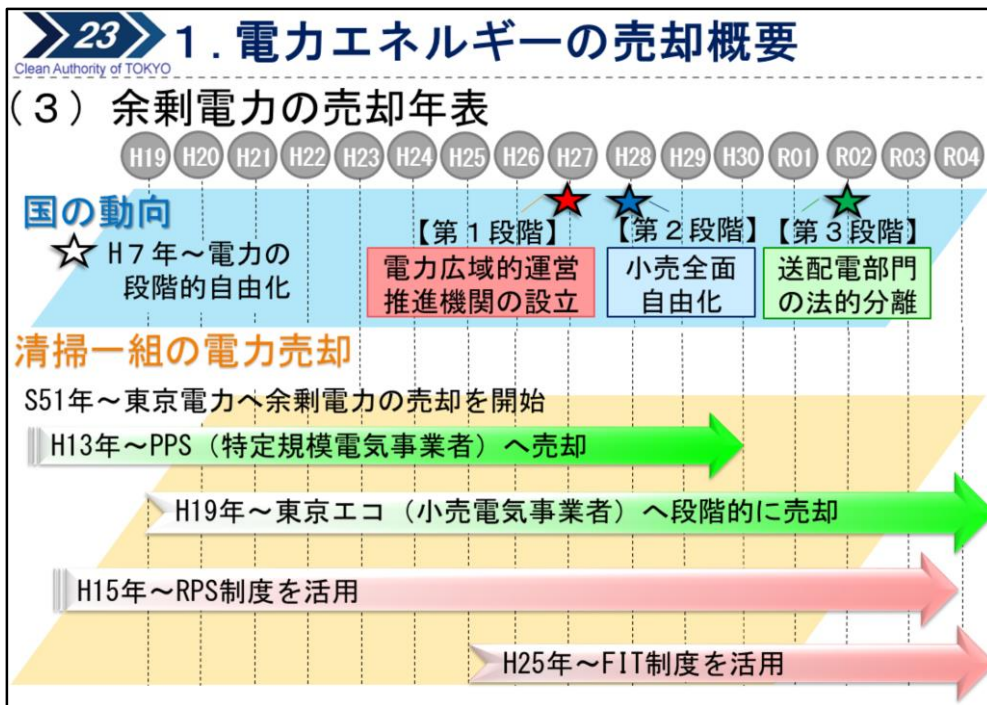 23
Clean Authority of TOKYO
１.電力エネルギーの売却概要
(３) 余剰電力の売却年表
H19 H20 H21 H22 H23 H24 H25 H26 H27 H28 H29 H30 R01 R02 R03 R04
国の動向
H７年～電力の
段階的自由化
【第１段階】
電力広域的運営
推進機関の設立
【第２段階】
小売全面
自由化
【第３段階】
送配電部門
の法的分離
清掃一組の電力売却
S51年～東京電力へ余剰電力の売却を開始
H13年～PPS（特定規模電気事業者）へ売却
H19年～東京エコ（小売電気事業者）へ段階的に売却
H15年～RPS制度を活用
H25年～FIT制度を活用